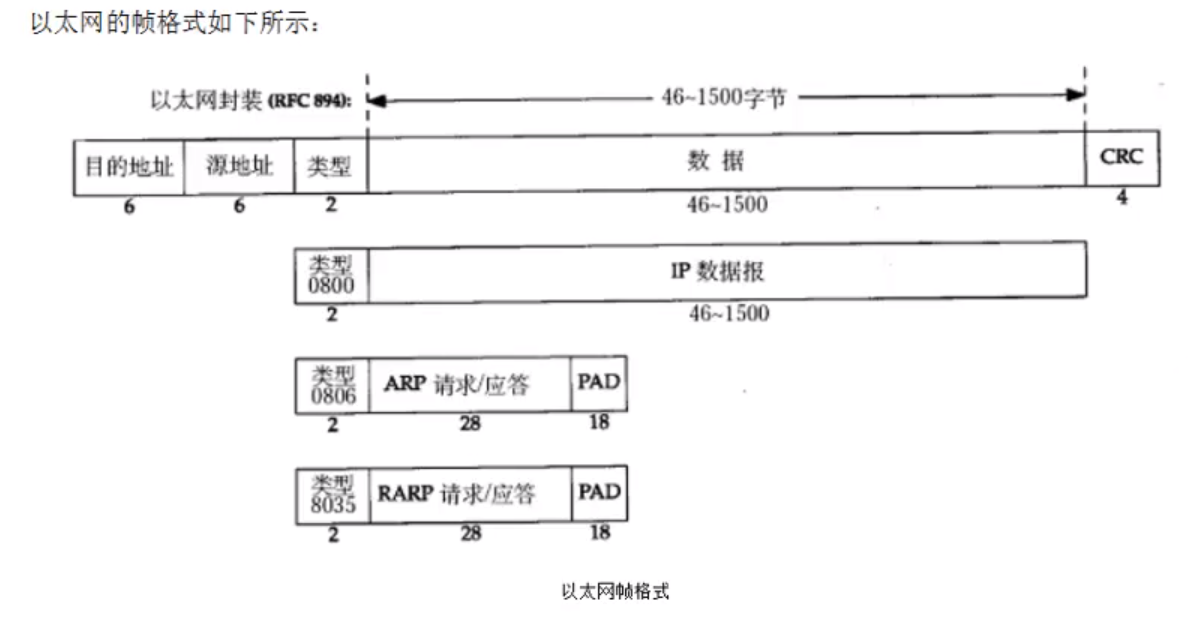 以太网的帧格式如下所示：
以太网封装(RFC 894): 46~1500字节
目的地址 源地址 类型 数 据 CRC
6 6 2 46~1500 4
类型
0800
IP 数据报
2 46~1500
类型
0806
ARP 请求/应答 PAD
2 28 18
类型
8035
RARP 请求/应答 PAD
2 28 18
以太网帧格式